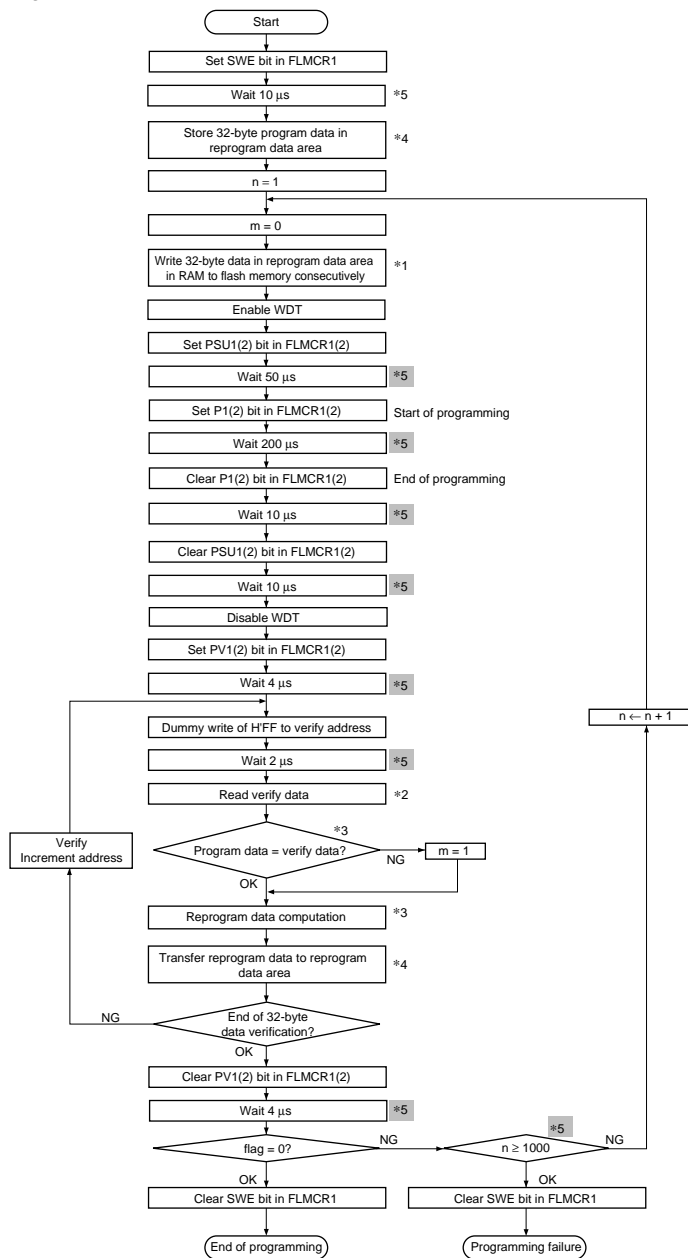 Start
Set SWE bit in FLMCR1
Wait 10 µs
*5
Store 32-byte program data in
reprogram data area
*4
n = 1
m = 0
Write 32-byte data in reprogram data area
in RAM to flash memory consecutively
*1
Enable WDT
Set PSU1(2) bit in FLMCR1(2)
Wait 50 µs
*5
Set P1(2) bit in FLMCR1(2)
Start of programming
Wait 200 µs
*5
Clear P1(2) bit in FLMCR1(2)
End of programming
Wait 10 µs
*5
Clear PSU1(2) bit in FLMCR1(2)
Wait 10 µs
*5
Disable WDT
Set PV1(2) bit in FLMCR1(2)
Wait 4 µs
*5
n ← n + 1
Dummy write of H'FF to verify address
Wait 2 µs
*5
Read verify data
*2
Verify
Increment address
*3
Program data = verify data?
NG
m = 1
OK
Reprogram data computation
*3
Transfer reprogram data to reprogram
data area
*4
NG
End of 32-byte
data verification?
OK
Clear PV1(2) bit in FLMCR1(2)
Wait 4 µs
*5
*5
flag = 0?
NG
n ≥ 1000
NG
OK
OK
Clear SWE bit in FLMCR1
Clear SWE bit in FLMCR1
End of programming
Programming failure